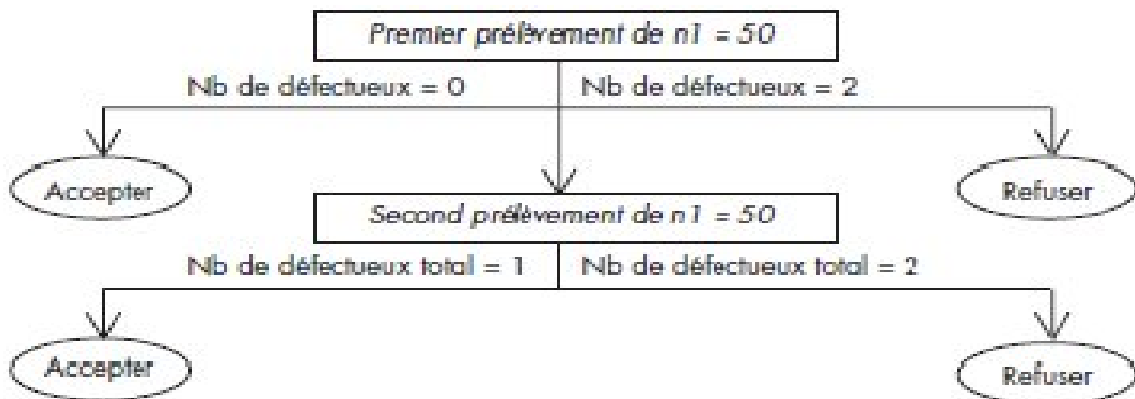 Premier prélèvement de n1 = 50
Nb de défectueux = 0
Nb de défectueux = 2
Accepter
Refuser
Second prélèvement de n1 = 50
Nb de défectueux total = 1
Nb de défectueux total = 2
Accepter
Refuser